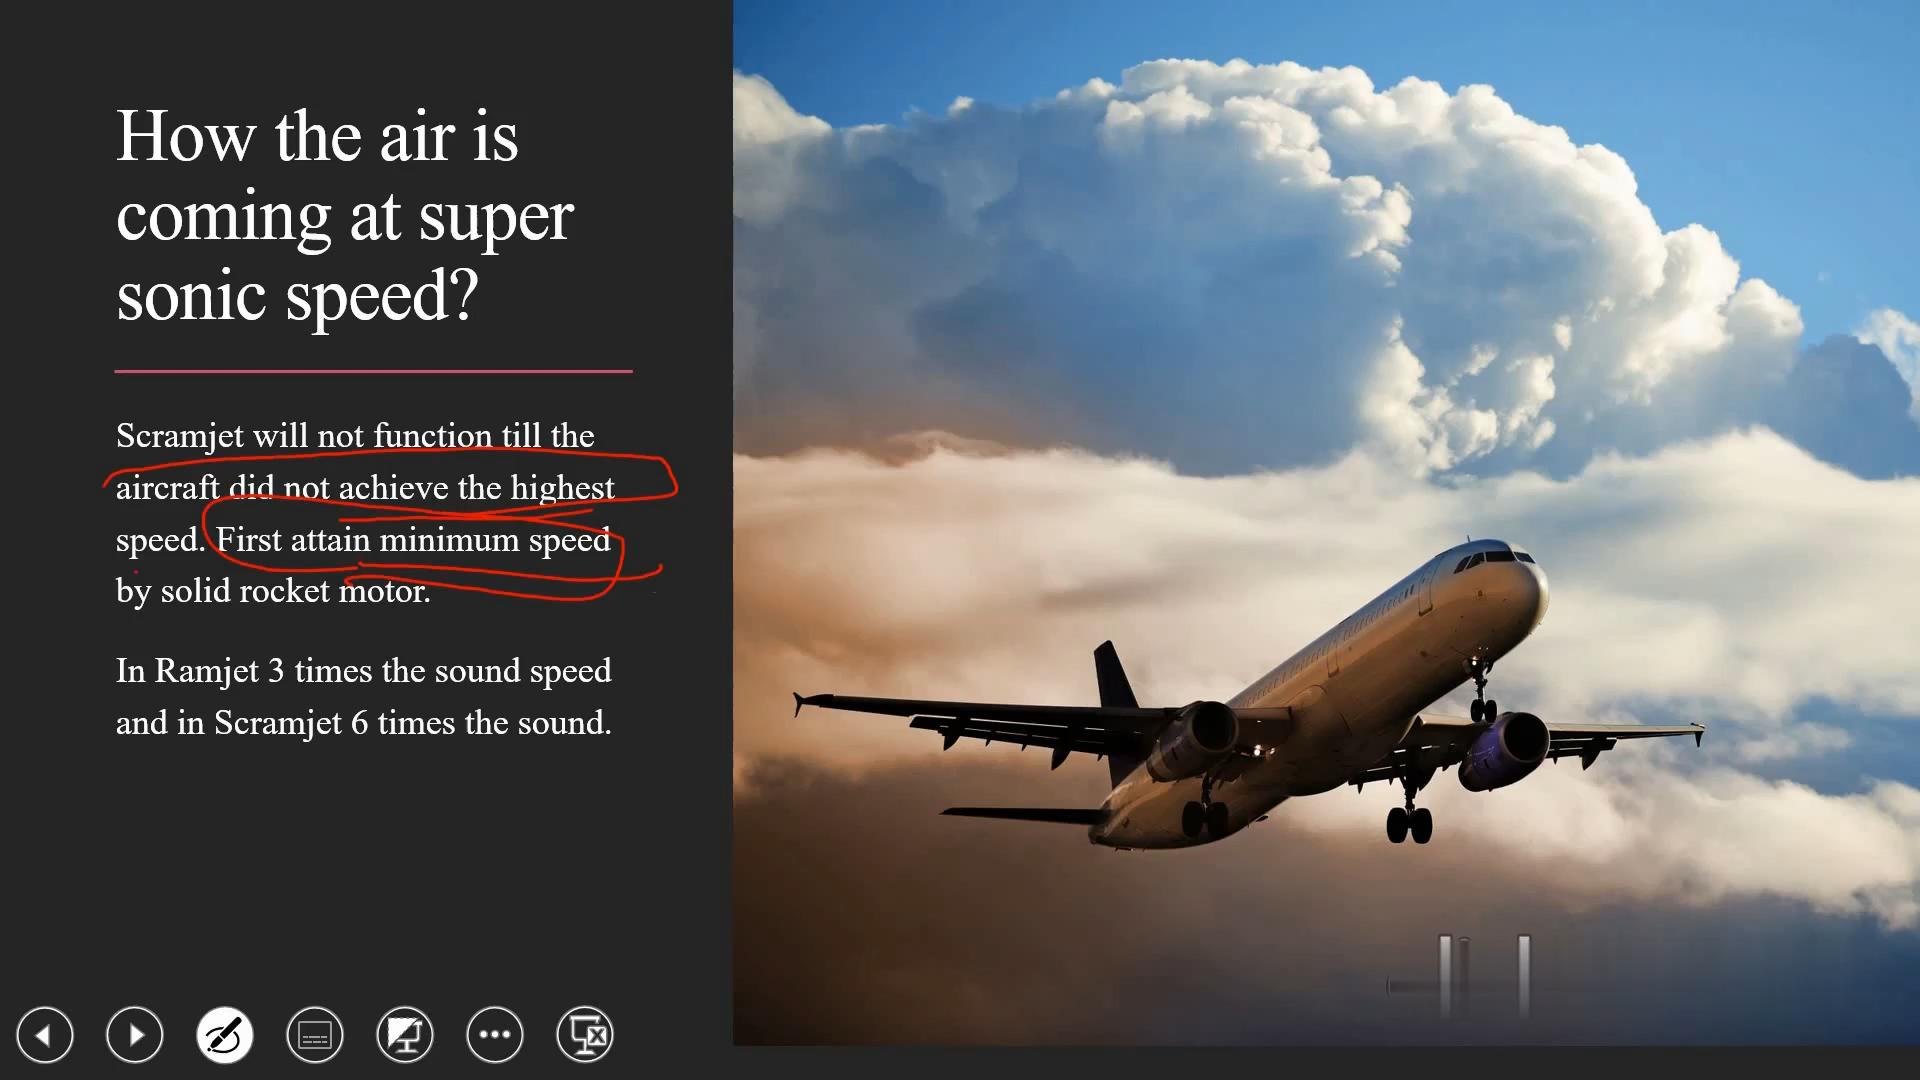 How the air is
coming at super
sonic speed?
Scramjet will not function till the
aircraft did not achieve the highest
speed. First attain minimum speed
by solid rocket motor.
In Ramjet 3 times the sound speed
and in Scramjet 6 times the sound.